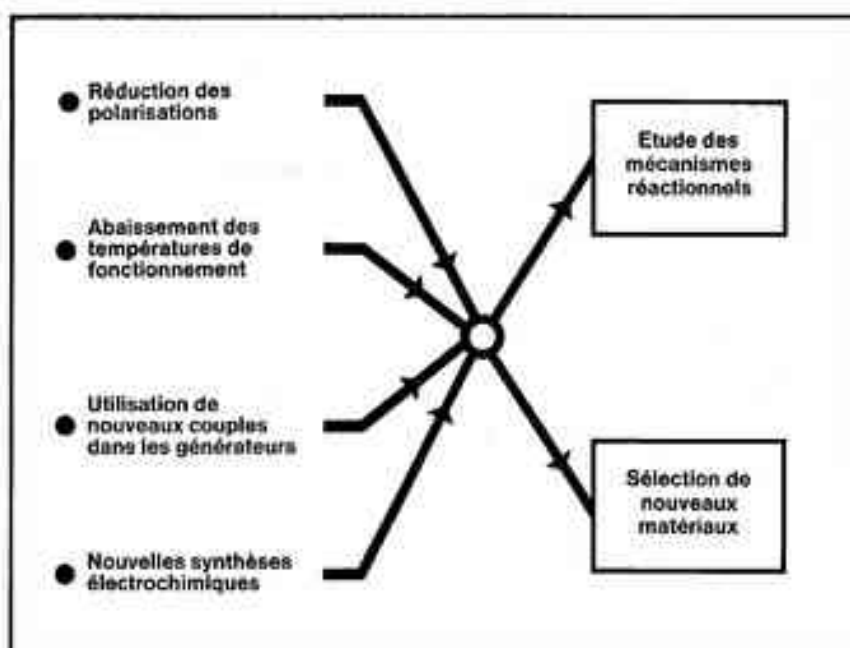 Réduction des
polarisations
Abaissement des
températures de
fonctionnement
Utilisation de
nouveaux couples
dans les générateurs
Nouvelles synthèses
électrochimiques
Etude des
mécanismes
réactionnels
Sélection de
nouveaux
matériaux